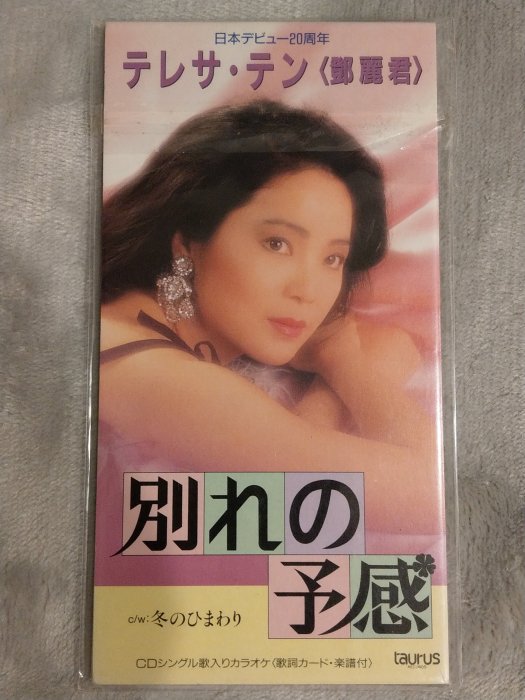 日本デビュー20周年
テレサ・テン〈鄧麗君〉
別れの
予感
c/w:冬のひまわり
CDシングル歌入りカラオケ〈歌詞カード・楽譜付〉
taurus